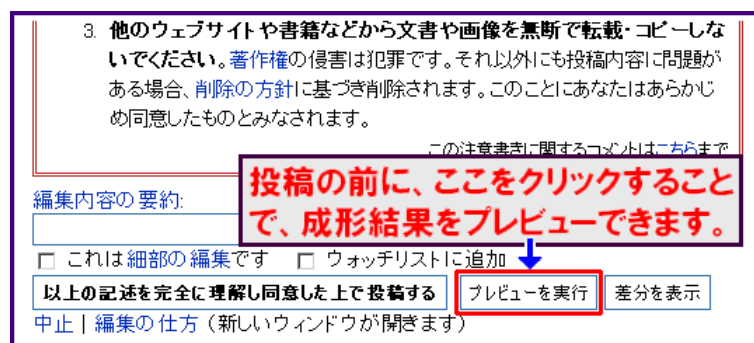 3. 他のウェブサイトや書籍などから文書や画像を無断で転載・コピーしな
いでください。著作権の侵害は犯罪です。それ以外にも投稿内容に問題が
ある場合、削除の方針に基づき削除されます。このことにあなたはあらかじ
め同意したものとみなされます。
この注意書きに関するコメントはこちらまで
投稿の前に、ここをクリックすること
で、成形結果をプレビューできます。
編集内容の要約:
これは細部の編集です ウォッチリストに追加
以上の記述を完全に理解し同意した上で投稿する プレビューを実行 差分を表示
中止 | 編集の仕方 (新しいウィンドウが開きます)